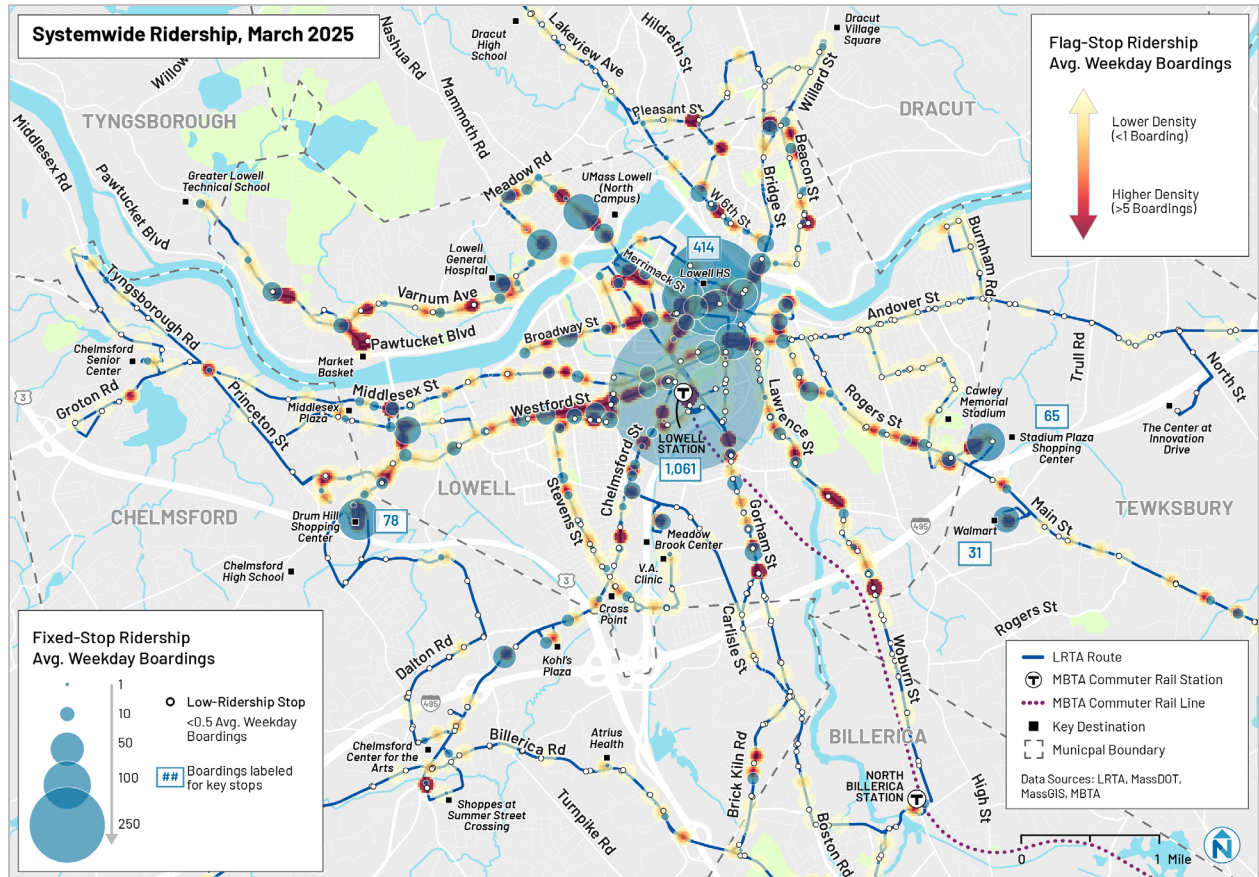 Systemwide Ridership, March 2025
Flag-Stop Ridership
Avg. Weekday Boardings
Lower Density
(<1 Boarding)
Higher Density
(>5 Boardings)
Dracut
High
School
Lakeview Ave
Hildreth St
Dracut
Village
Square
Willard St
Nashua Rd
Mammoth Rd
TYNGSBOROUGH
DRACUT
Middlesex Rd
Pawtucket Blvd
Greater Lowell
Technical School
Meadow Rd
Pleasant St
UMass Lowell
(North
Campus)
W 6th St
Bridge St
Beacon St
414
Lowell HS
Lowell
General
Hospital
Merrimack St
Burnham Rd
Tyngsborough Rd
Varnum Ave
Pawtucket Blvd
Broadway St
Andover St
Market
Basket
Chelmsford
Senior
Center
Groton Rd
3
Princeton St
Middlesex
Plaza
Middlesex St
Westford St
Lawrence St
Rogers St
Trull Rd
North St
Cawley
Memorial
Stadium
65
Stadium Plaza
Shopping
Center
The Center at
Innovation
Drive
LOWELL
STATION
1,061
LOWELL
Chelmsford St
Stevens St
CHELMSFORD
Drum Hill
Shopping
Center
78
Chelmsford
High School
Meadow
Brook Center
V.A.
Clinic
3
Cross
Point
Gorham St
495
TEWKSBURY
Walmart
31
Main St
Rogers St
Fixed-Stop Ridership
Avg. Weekday Boardings
1
10
50
100
250
Low-Ridership Stop
<0.5 Avg. Weekday
Boardings
##
Boardings labeled
for key stops
Dalton Rd
Kohl's
Plaza
Carlisle St
Woburn St
495
Chelmsford
Center for the
Arts
Billerica Rd
Atrius
Health
Shoppes at
Summer Street
Crossing
Turnpike Rd
Brick Kiln Rd
Boston Rd
BILLERICA
NORTH
BILLERICA
STATION
High St
LRTA Route
MBTA Commuter Rail Station
MBTA Commuter Rail Line
Key Destination
Municpal Boundary
Data Sources: LRTA, MassDOT,
MassGIS, MBTA
0
1 Mile
N